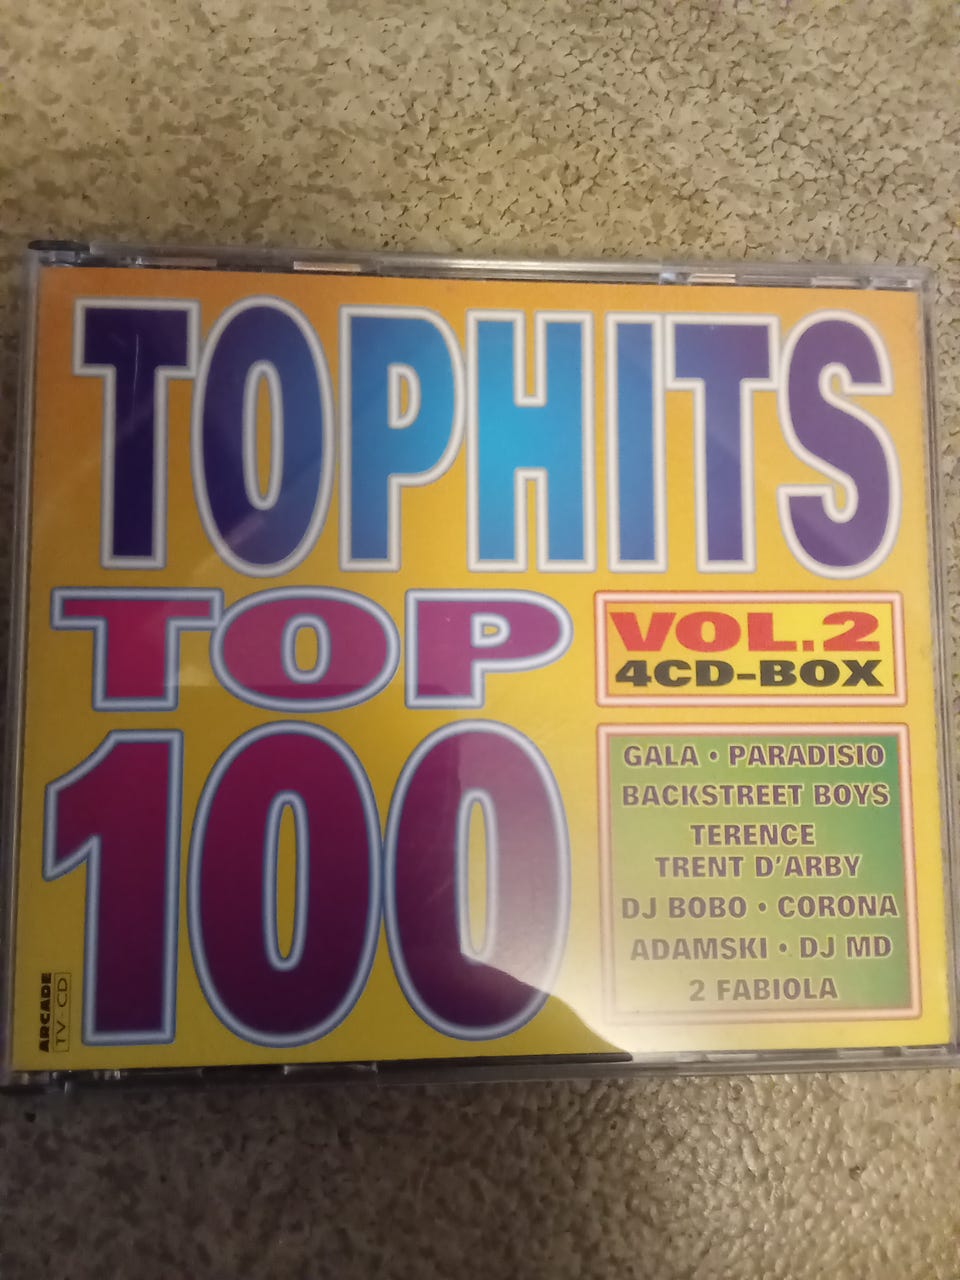 TOPHITS
TOP
100
VOL.2
4CD-BOX
GALA • PARADISIO
BACKSTREET BOYS
TERENCE
TRENT D'ARBY
DJ BOBO • CORONA
ADAMSKI • DJ MD
2 FABIOLA
ARCADE
TV-CD